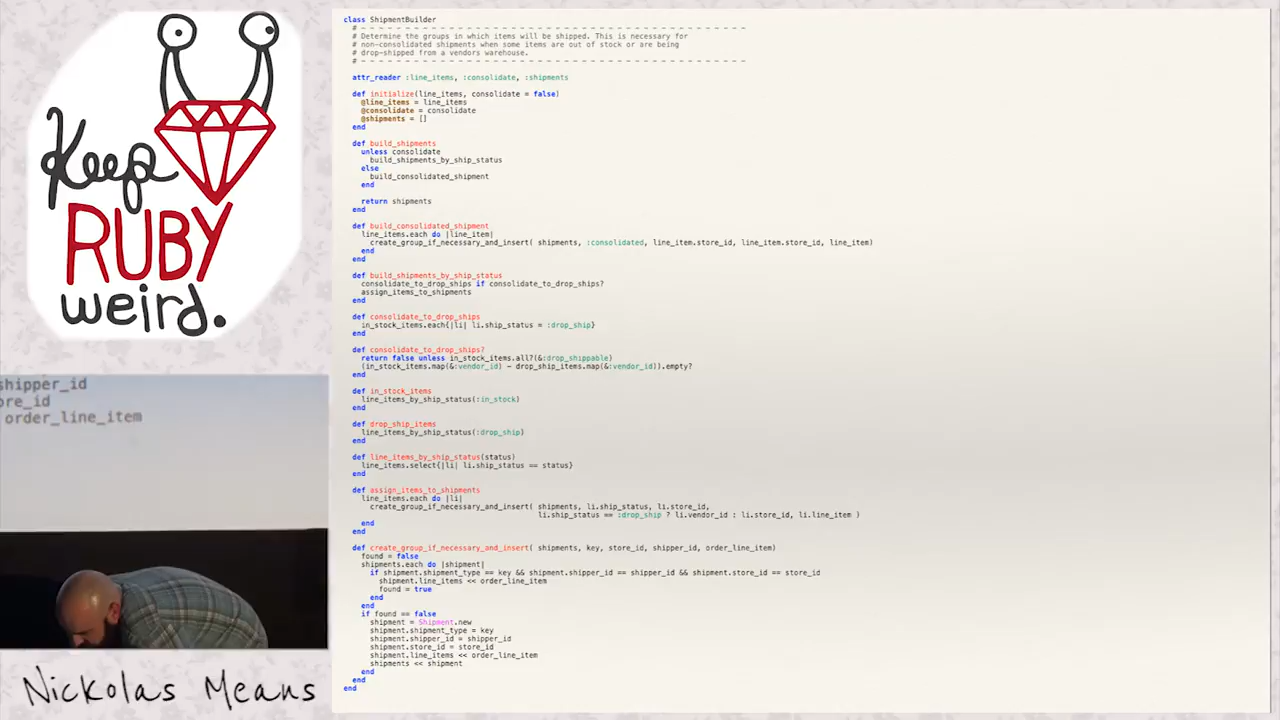 Keep
RUBY
weird.
shipper_id
re_id
order_line_item
Nickolas Means
class ShipmentBuilder
# - - - - - - - - - - - - - - - - - - - - - - - - - - - - - - - - - - - - - - - - - - - -
# Determine the groups in which items will be shipped. This is necessary for
# non-consolidated shipments when some items are out of stock or are being
# drop-shipped from a vendors warehouse.
# - - - - - - - - - - - - - - - - - - - - - - - - - - - - - - - - - - - - - - - - - - - -
attr_reader :line_items, :consolidate, :shipments
def initialize(line_items, consolidate = false)
@line_items = line_items
@consolidate = consolidate
@shipments = []
end
def build_shipments
unless consolidate
build_shipments_by_ship_status
else
build_consolidated_shipment
end
return shipments
end
def build_consolidated_shipment
line_items.each do |line_item|
create_group_if_necessary_and_insert( shipments, :consolidated, line_item.store_id, line_item.store_id, line_item)
end
end
def build_shipments_by_ship_status
consolidate_to_drop_ships if consolidate_to_drop_ships?
assign_items_to_shipments
end
def consolidate_to_drop_ships
in_stock_items.each{|li| li.ship_status = :drop_ship}
end
def consolidate_to_drop_ships?
return false unless in_stock_items.all?(&:drop_shippable)
(in_stock_items.map(&:vendor_id) - drop_ship_items.map(&:vendor_id)).empty?
end
def in_stock_items
line_items_by_ship_status(:in_stock)
end
def drop_ship_items
line_items_by_ship_status(:drop_ship)
end
def line_items_by_ship_status(status)
line_items.select{|li| li.ship_status == status}
end
def assign_items_to_shipments
line_items.each do |li|
create_group_if_necessary_and_insert( shipments, li.ship_status, li.store_id,
li.ship_status == :drop_ship ? li.vendor_id : li.store_id, li.line_item )
end
end
def create_group_if_necessary_and_insert( shipments, key, store_id, shipper_id, order_line_item)
found = false
shipments.each do |shipment|
if shipment.shipment_type == key && shipment.shipper_id == shipper_id && shipment.store_id == store_id
shipment.line_items << order_line_item
found = true
end
end
if found == false
shipment = Shipment.new
shipment.shipment_type = key
shipment.shipper_id = shipper_id
shipment.store_id = store_id
shipment.line_items << order_line_item
shipments << shipment
end
end
end